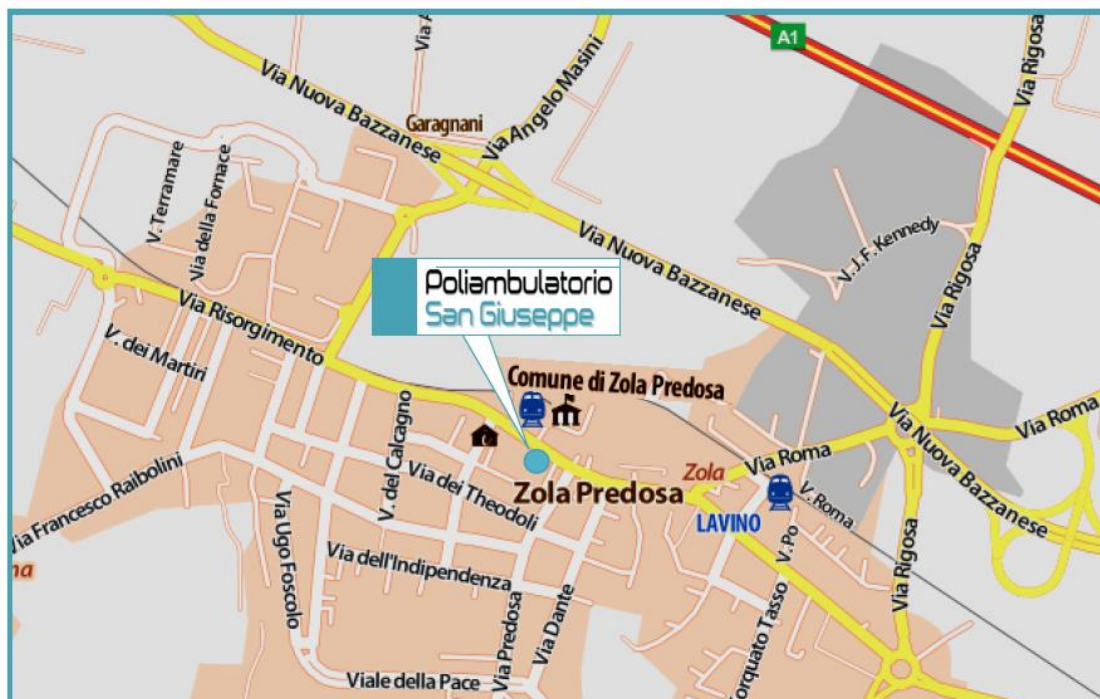 A1
Via Rigosa
Via A
Via Angelo Masini
Via Nuova Bazzanese
Garagnani
V. Terramare
Via della Fornace
Via Nuova Bazzanese
V. J.F. Kennedy
Via Rigosa
Poliambulatorio
San Giuseppe
Via Risorgimento
V. dei Martiri
Comune di Zola Predosa
V. del Calcagno
Via Roma
Via Nuova Bazzanese
Via Francesco Raibolini
Via dei Theodoli
Zola
Via Roma
Zola Predosa
V. Roma
LAVINO
V. Po
Via Ugo Foscolo
Via dell'Indipendenza
Via Rigosa
na
Via Predosa
Via Dante
orquato Tasso
Viale della Pace